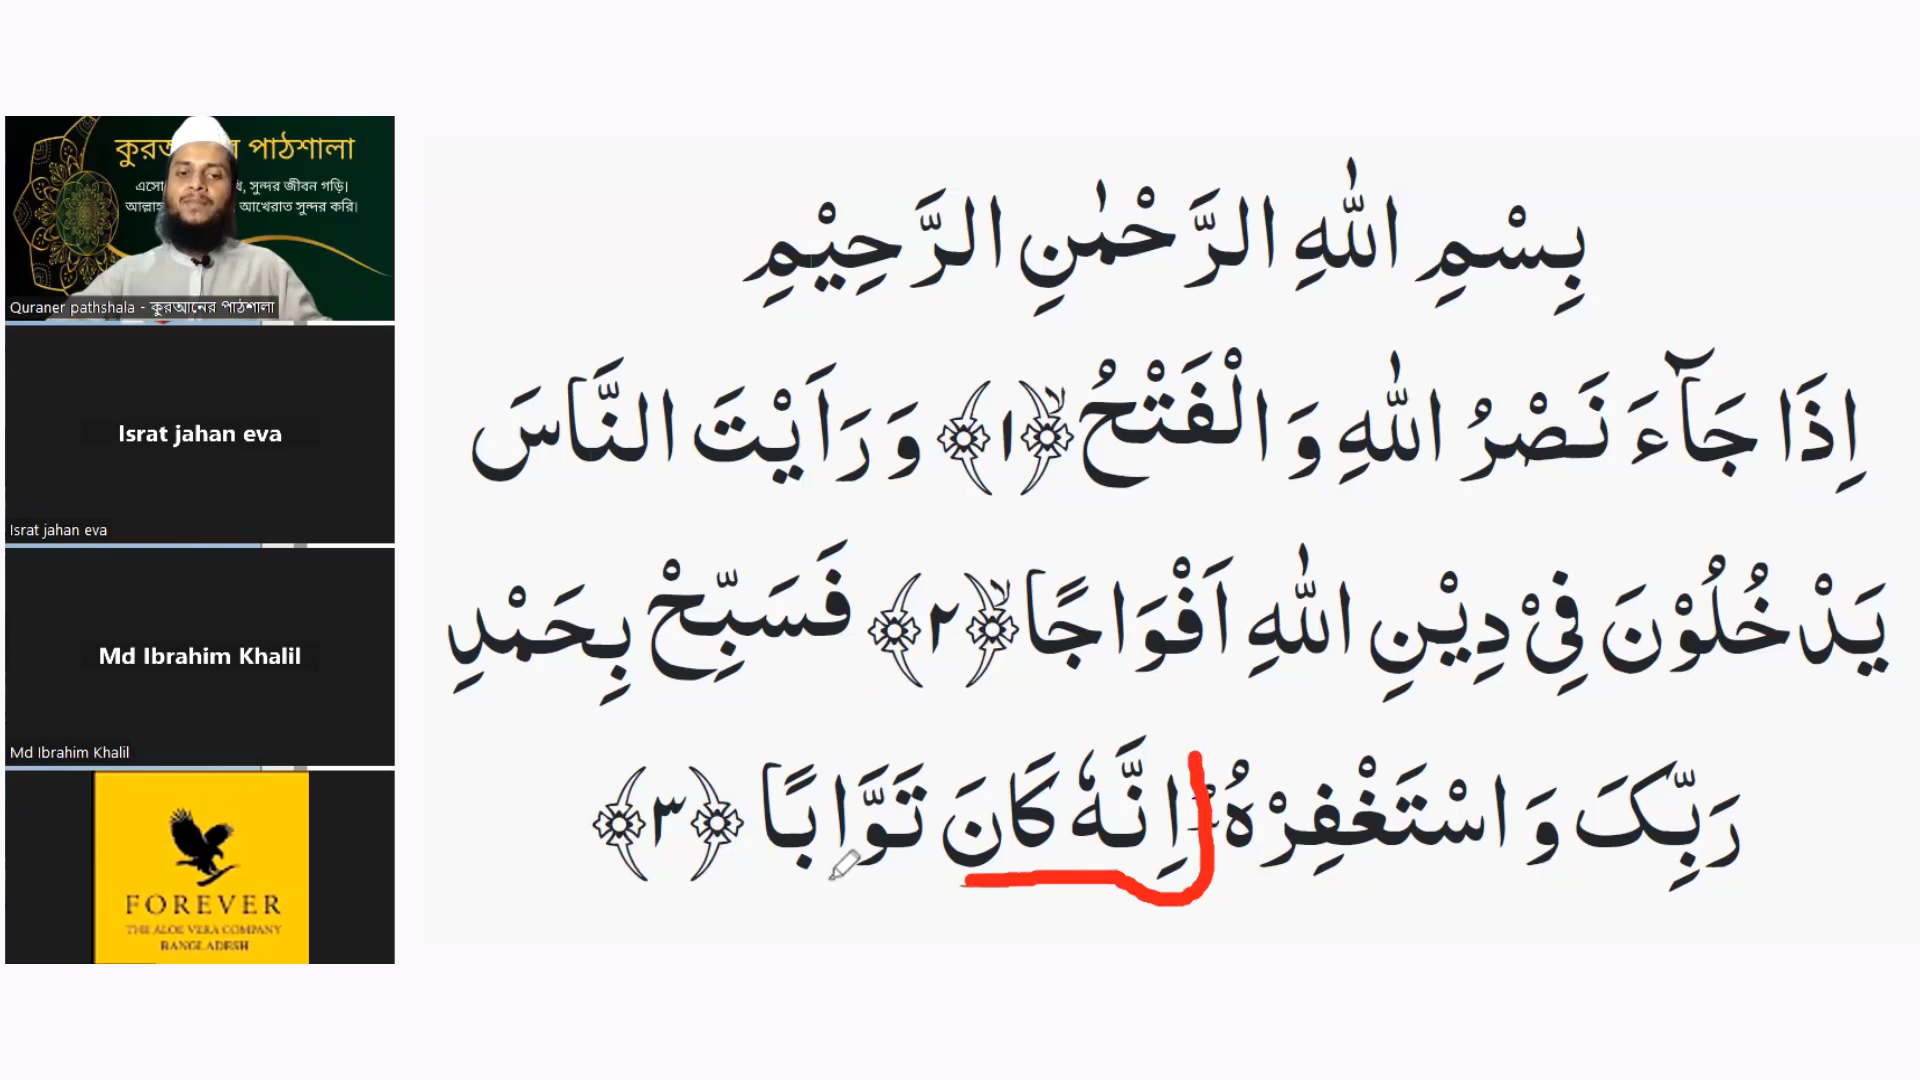 কুরআনের পাঠশালা
এসো, সুন্দর জীবন গড়ি।
আল্লাহ আখেরাত সুন্দর করি।
Quraner pathshala - কুরআনের পাঠশালা
Israt jahan eva
Israt jahan eva
Md Ibrahim Khalil
Md Ibrahim Khalil
FOREVER
THE ALOE VERA COMPANY
BANGLADESH
بِسْمِ اللّٰهِ الرَّحْمٰنِ الرَّحِیْمِ
اِذَا جَآءَ نَصْرُ اللّٰهِ وَ الْفَتْحُۙ﴿۱﴾ وَ رَاَیْتَ النَّاسَ
یَدْخُلُوْنَ فِیْ دِیْنِ اللّٰهِ اَفْوَاجًاۙ﴿۲﴾ فَسَبِّحْ بِحَمْدِ
رَبِّکَ وَ اسْتَغْفِرْهُؔؕ اِنَّهٗ کَانَ تَوَّابًا﴿۳﴾